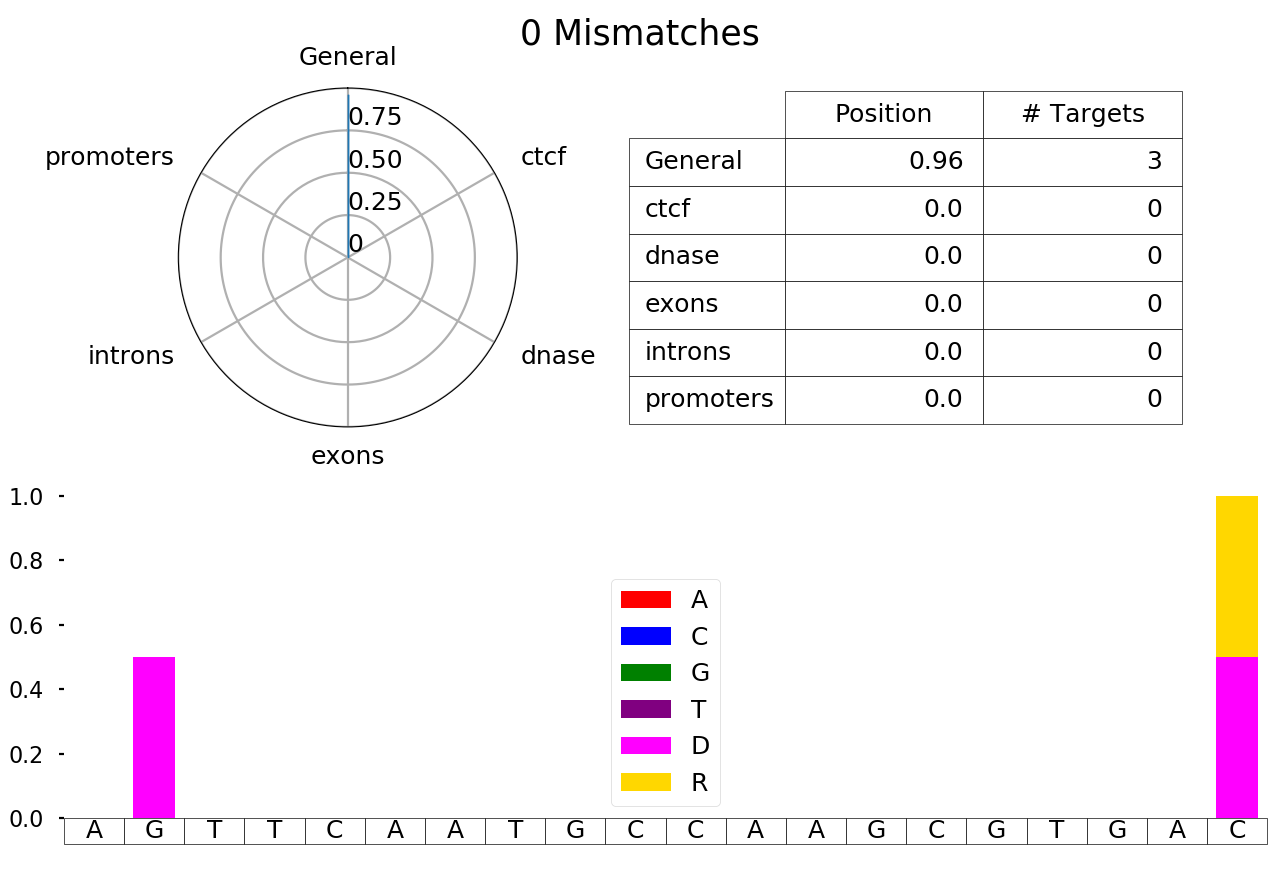 0 Mismatches
General
promoters
ctcf
0.75
0.50
0.25
0
introns
dnase
exons
Position # Targets
General 0.96 3
ctcf 0.0 0
dnase 0.0 0
exons 0.0 0
introns 0.0 0
promoters 0.0 0
1.0
0.8
0.6
0.4
0.2
0.0
A
C
G
T
D
R
A G T T C A A T G C C A A G C G T G A C